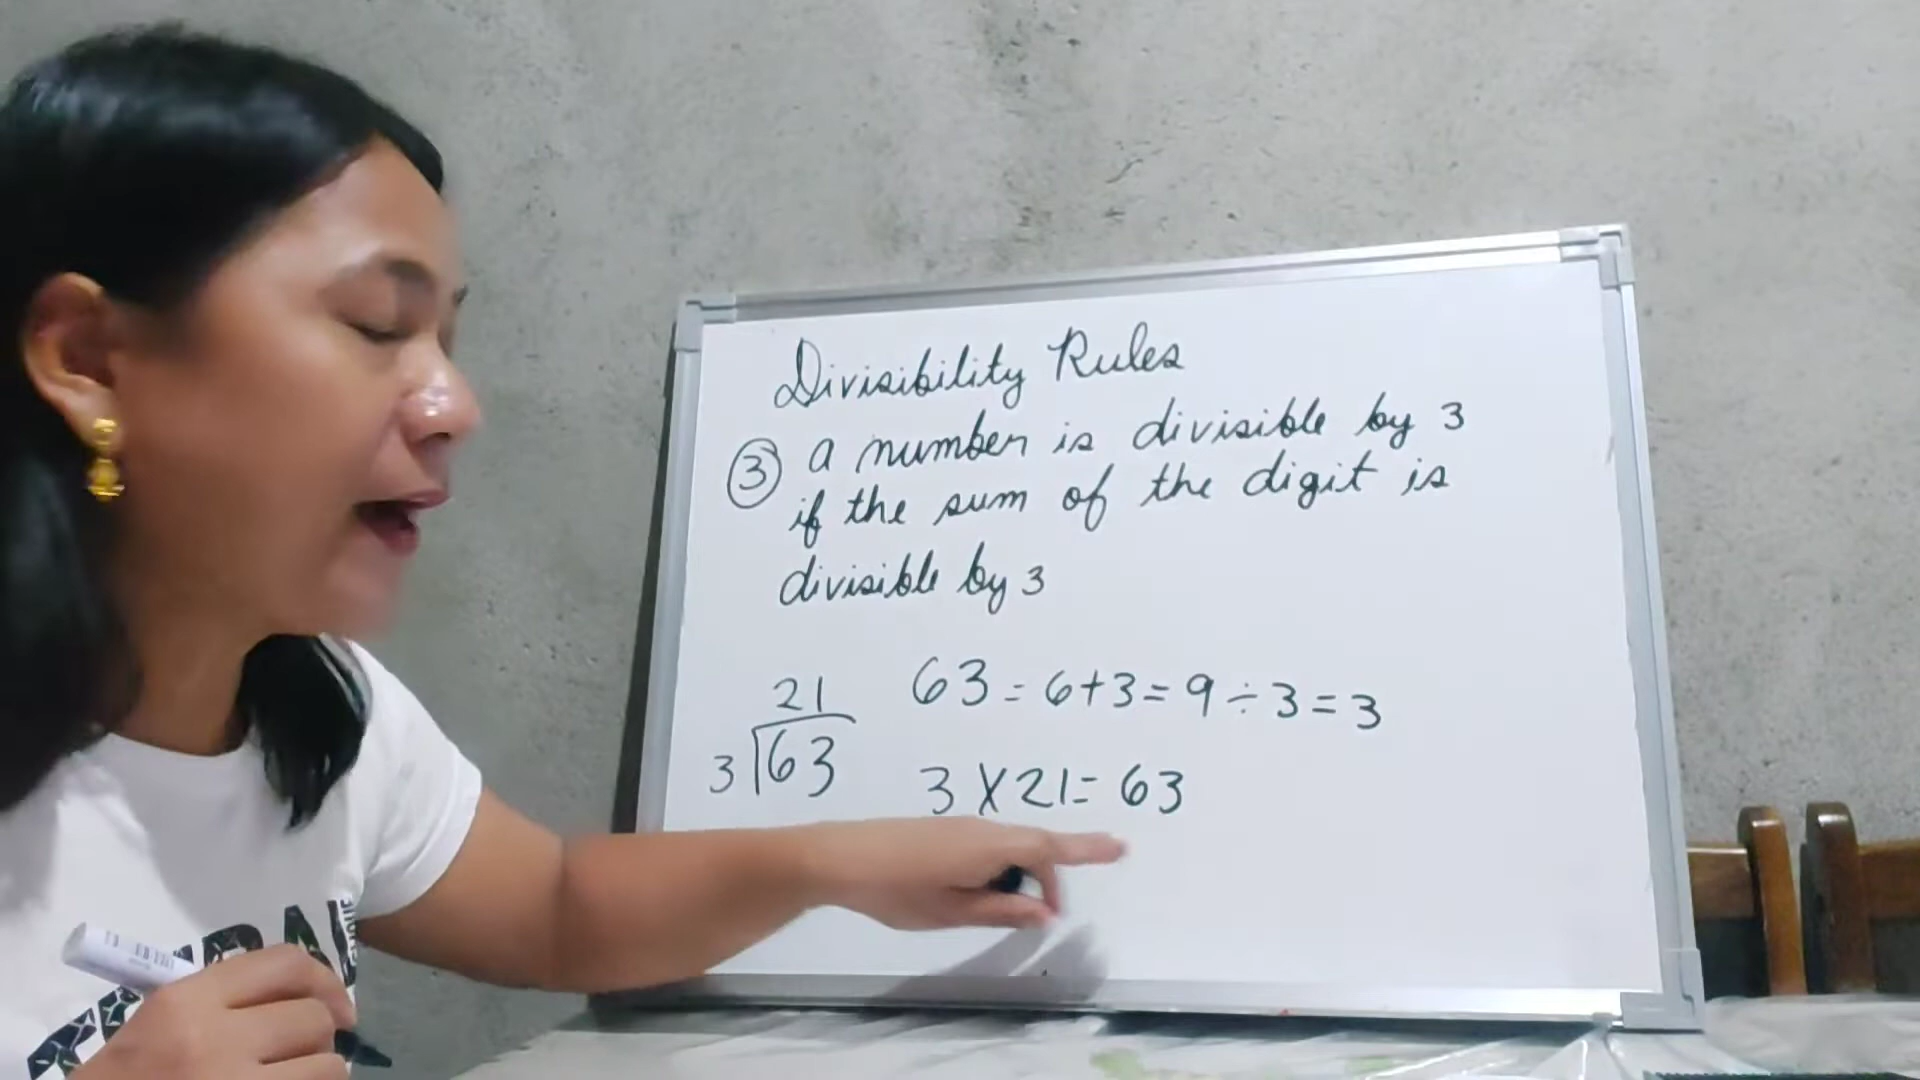 Divisibility Rules
3 a number is divisible by 3
if the sum of the digit is
divisible by 3
21
3 63
63 = 6+3 = 9 ÷ 3 = 3
3 X 21 = 63